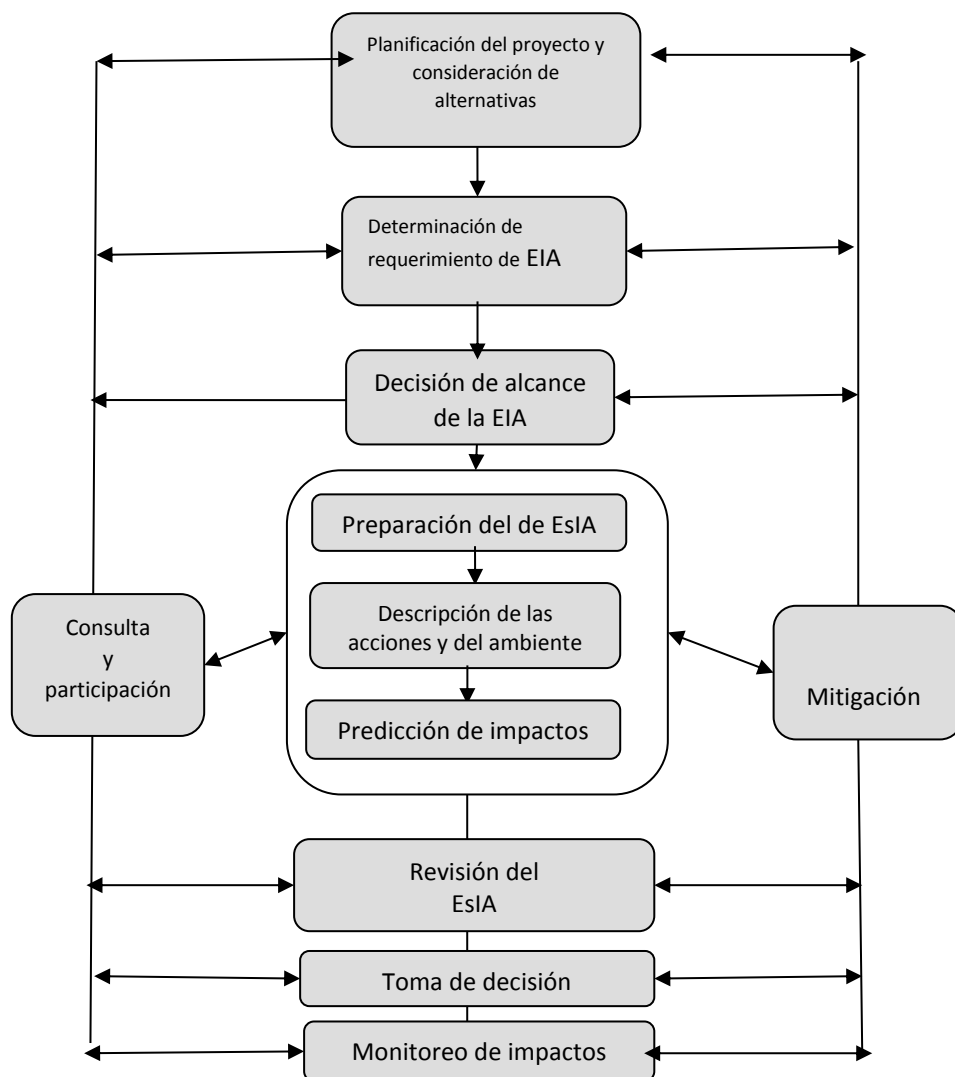 Planificación del proyecto y
consideración de
alternativas
Determinación de
requerimiento de EIA
Decisión de alcance
de la EIA
Preparación del de EsIA
Descripción de las
acciones y del ambiente
Predicción de impactos
Consulta
y
participación
Mitigación
Revisión del
EsIA
Toma de decisión
Monitoreo de impactos